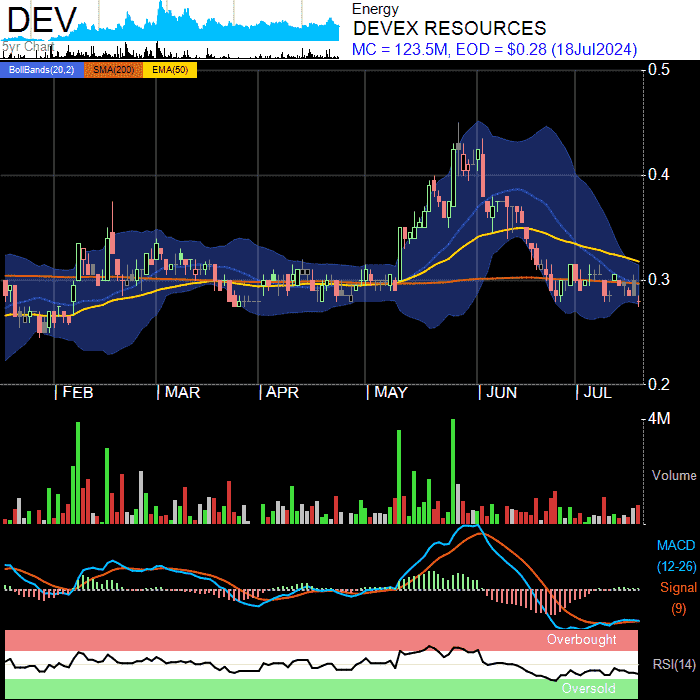 DEV
5yr Chart
Energy
DEVEX RESOURCES
MC = 123.5M, EOD = $0.28 (18Jul2024)
BollBands(20,2) SMA(200) EMA(50)
0.5
0.4
0.3
0.2
FEB MAR APR MAY JUN JUL
4M
Volume
MACD
(12-26)
Signal
(9)
Overbought
RSI(14)
Oversold